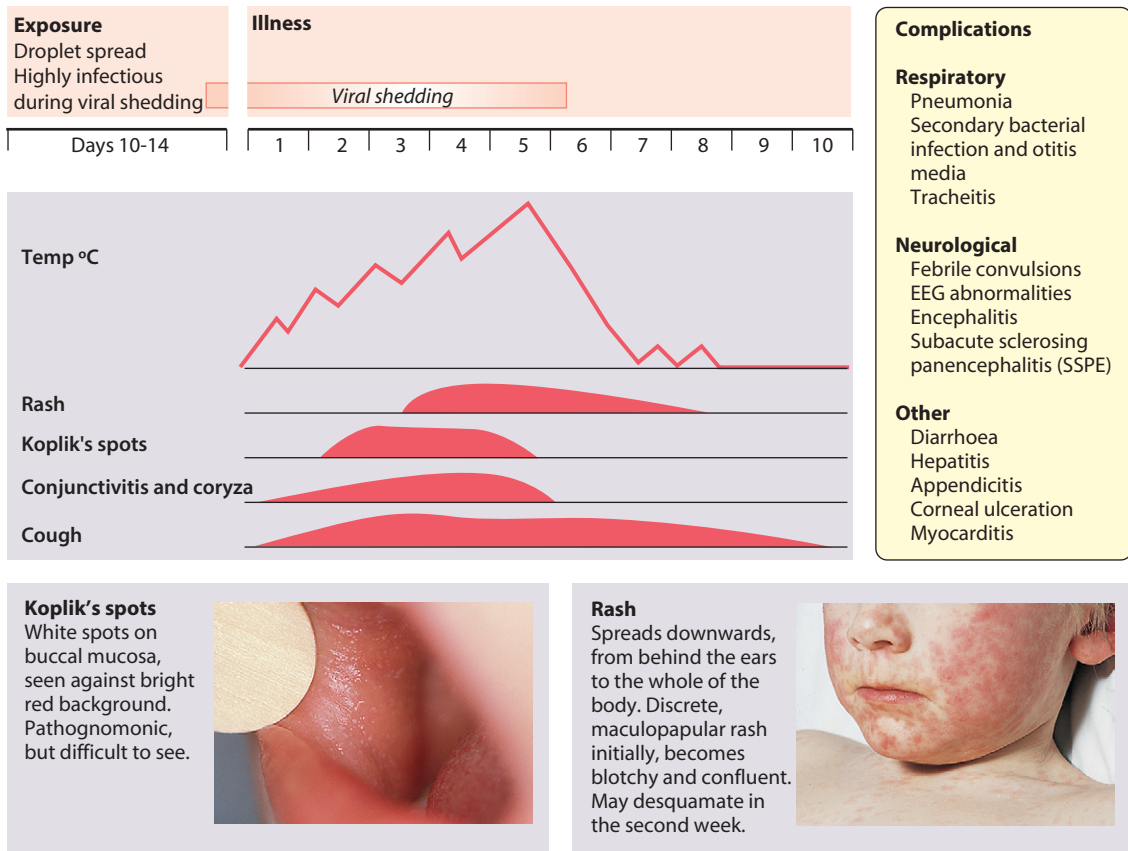 Exposure
Droplet spread
Highly infectious
during viral shedding
Illness
Viral shedding
Days 10-14
1 2 3 4 5 6 7 8 9 10
Temp ºC
Rash
Koplik's spots
Conjunctivitis and coryza
Cough
Complications
Respiratory
Pneumonia
Secondary bacterial
infection and otitis
media
Tracheitis
Neurological
Febrile convulsions
EEG abnormalities
Encephalitis
Subacute sclerosing
panencephalitis (SSPE)
Other
Diarrhoea
Hepatitis
Appendicitis
Corneal ulceration
Myocarditis
Koplik’s spots
White spots on
buccal mucosa,
seen against bright
red background.
Pathognomonic,
but difficult to see.
Rash
Spreads downwards,
from behind the ears
to the whole of the
body. Discrete,
maculopapular rash
initially, becomes
blotchy and confluent.
May desquamate in
the second week.